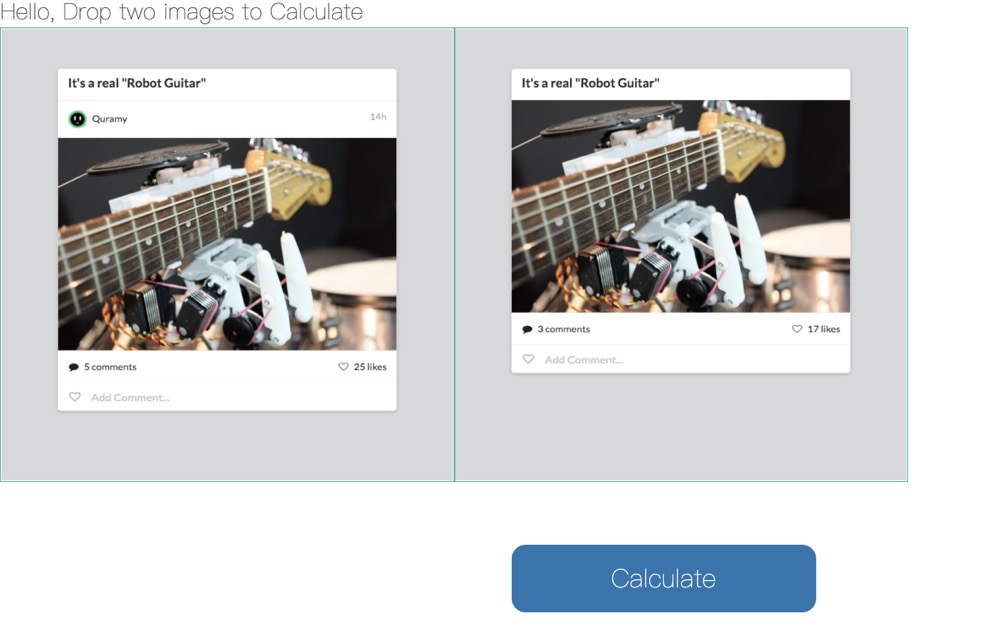 Hello, Drop two images to Calculate
It's a real "Robot Guitar"
Quramy
14h
5 comments
25 likes
Add Comment...
It's a real "Robot Guitar"
3 comments
17 likes
Add Comment...
Calculate